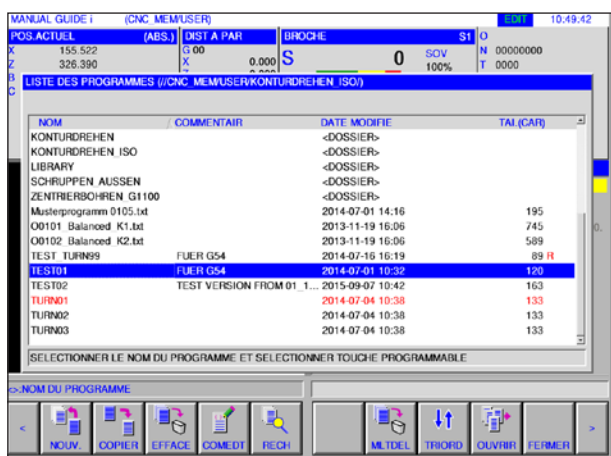 MANUAL GUIDE i (CNC_MEM/USER) EDIT 10:49:42
POS.ACTUEL (ABS.) DIST A PAR BROCHE S1 O
X 155.522 G 00 S 0 SOV N 00000000
Z 326.390 X 0.000 100% T 0000
B
C
LISTE DES PROGRAMMES (//CNC_MEM/USER/KONTURDREHEN_ISO/)
NOM COMMENTAIR DATE MODIFIE TAI.(CAR)
KONTURDREHEN <DOSSIER>
KONTURDREHEN_ISO <DOSSIER>
LIBRARY <DOSSIER>
SCHRUPPEN_AUSSEN <DOSSIER>
ZENTRIERBOHREN_G1100 <DOSSIER>
Musterprogramm 0105.txt 2014-07-01 14:16 195
O0101_Balanced_K1.txt 2013-11-19 16:06 745
O0102_Balanced_K2.txt 2013-11-19 16:06 589
TEST_TURN99 FUER G54 2014-07-16 16:19 89 R
TEST01 FUER G54 2014-07-01 10:32 120
TEST02 TEST VERSION FROM 01_1... 2015-09-07 10:42 163
TURN01 2014-07-04 10:38 133
TURN02 2014-07-04 10:38 133
TURN03 2014-07-04 10:38 133
SELECTIONNER LE NOM DU PROGRAMME ET SELECTIONNER TOUCHE PROGRAMMABLE
<>:NOM DU PROGRAMME
< NOUV. COPIER EFFACE COMEDT RECH MLTDEL TRIORD OUVRIR FERMER >